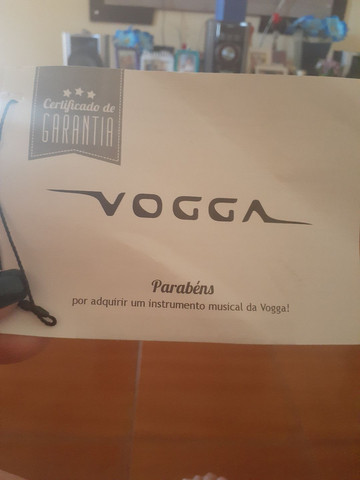 Certificado de
GARANTIA
VOGGA
Parabéns
por adquirir um instrumento musical da Vogga!